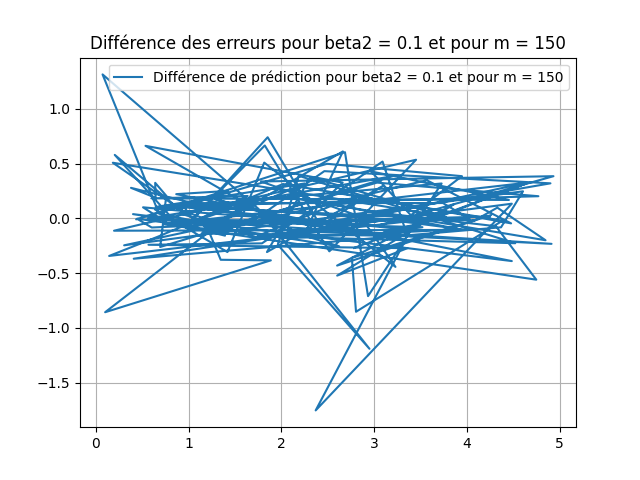 Différence des erreurs pour beta2 = 0.1 et pour m = 150
Différence de prédiction pour beta2 = 0.1 et pour m = 150
1.0
0.5
0.0
−0.5
−1.0
−1.5
0 1 2 3 4 5